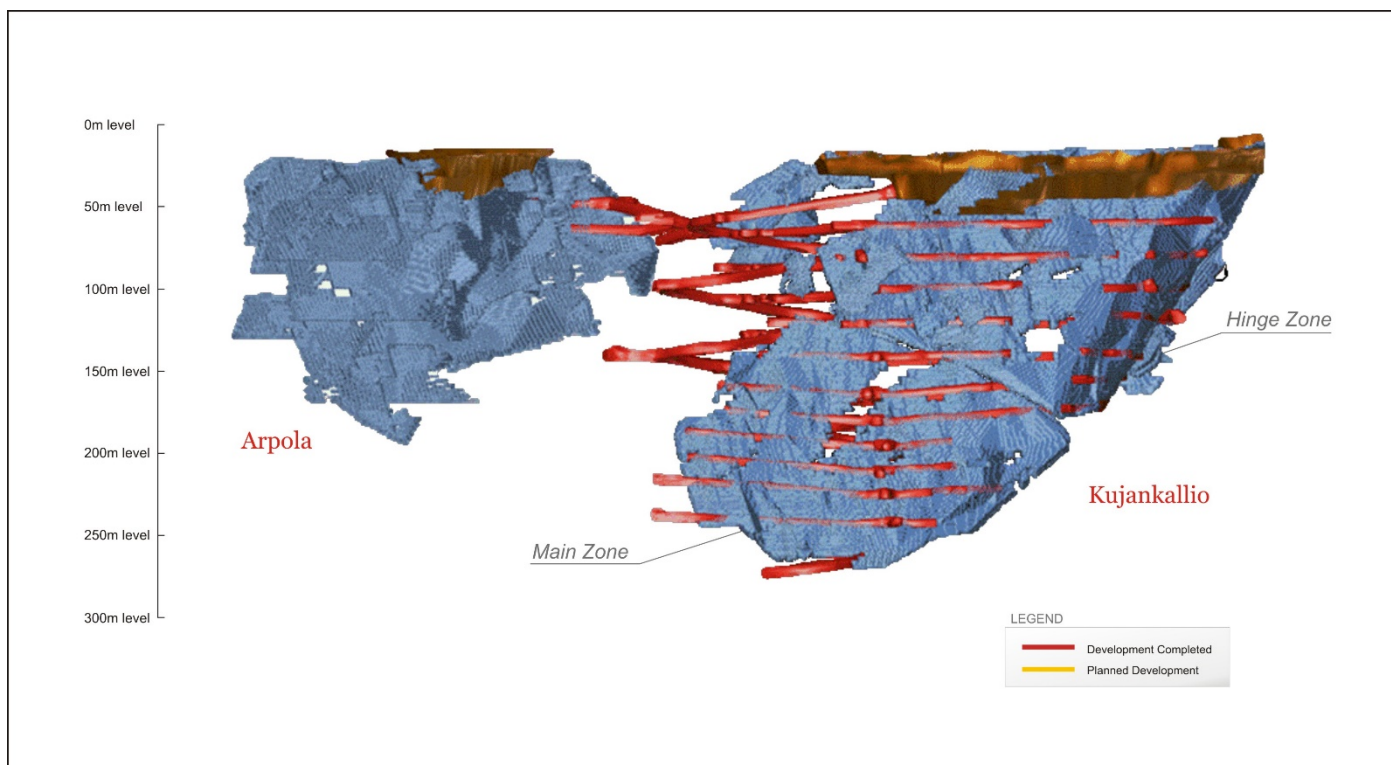 0m level
50m level
100m level
150m level
200m level
250m level
300m level
Arpola
Hinge Zone
Kujankallio
Main Zone
LEGEND
Development Completed
Planned Development